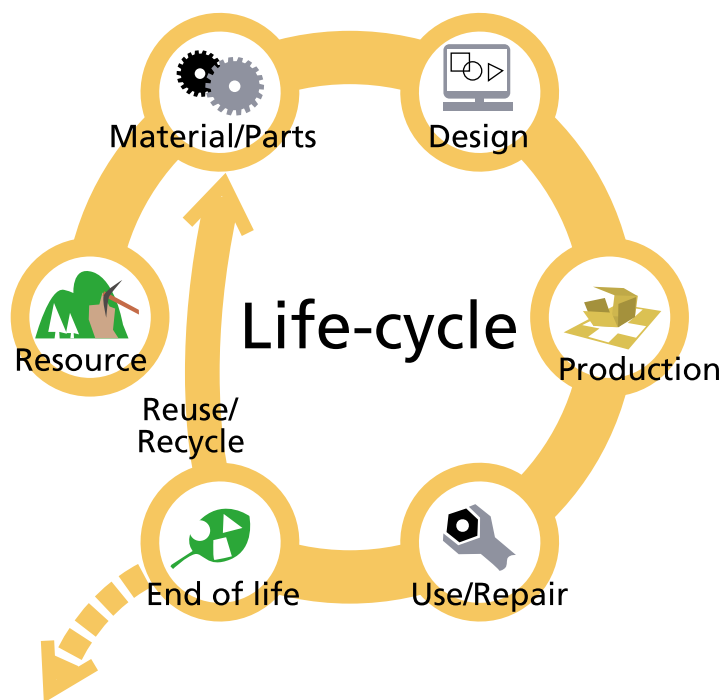 Material/Parts
Design
Life-cycle
Resource
Production
Reuse/
Recycle
End of life
Use/Repair